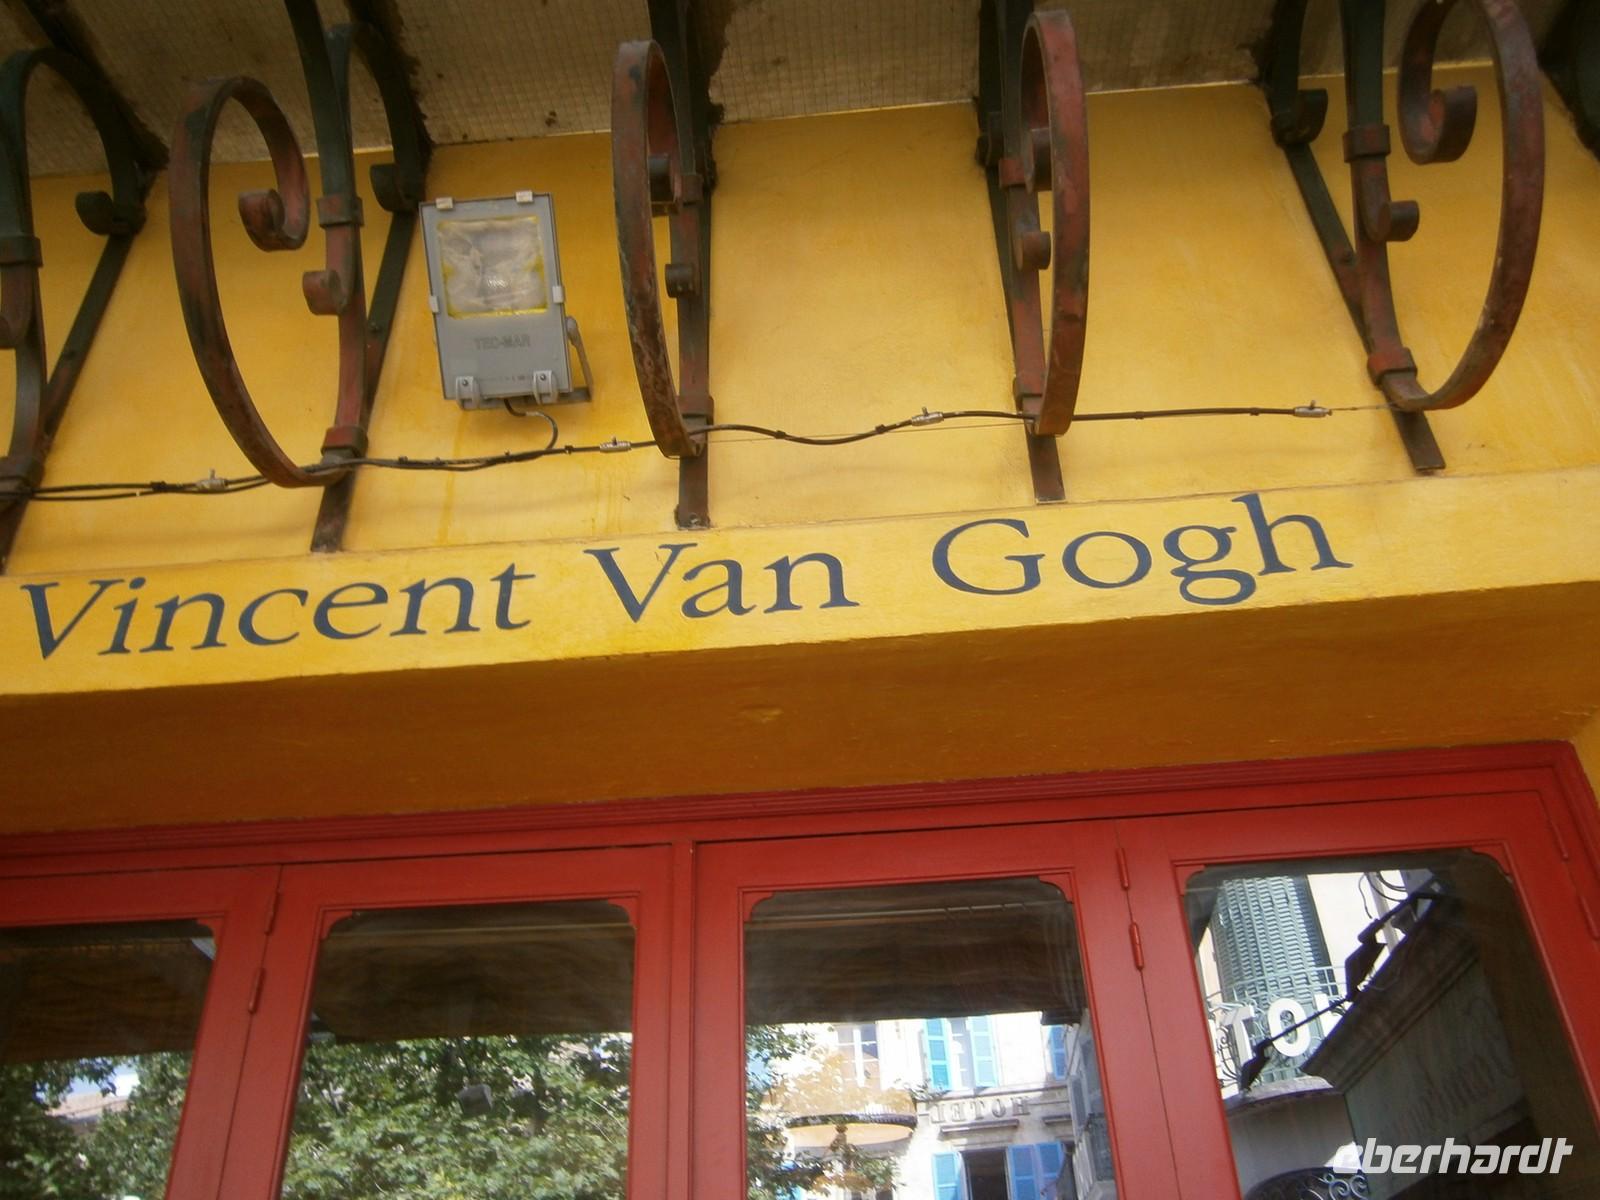 TEC-MAR
Vincent Van Gogh
HOTEL
eberhardt